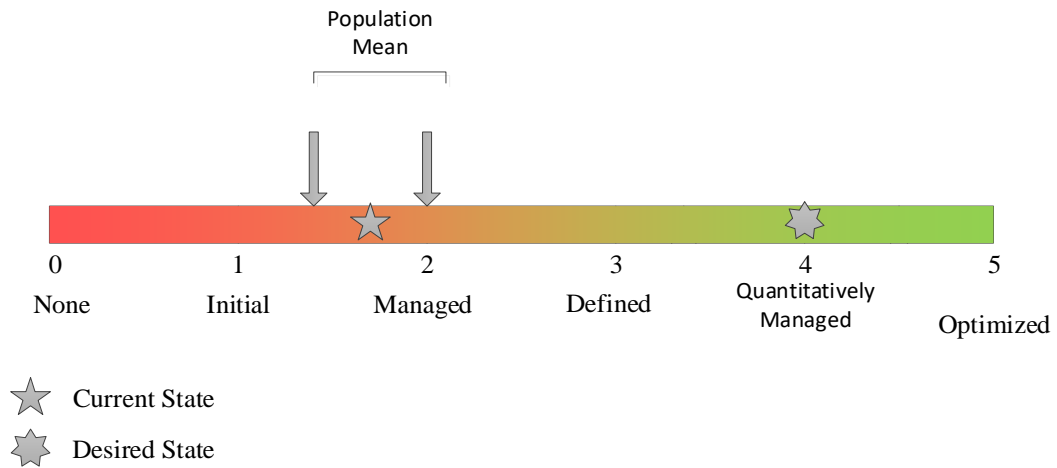 Population
Mean
0 1 2 3 4 5
None Initial Managed Defined Quantitatively
Managed
Optimized
Current State
Desired State